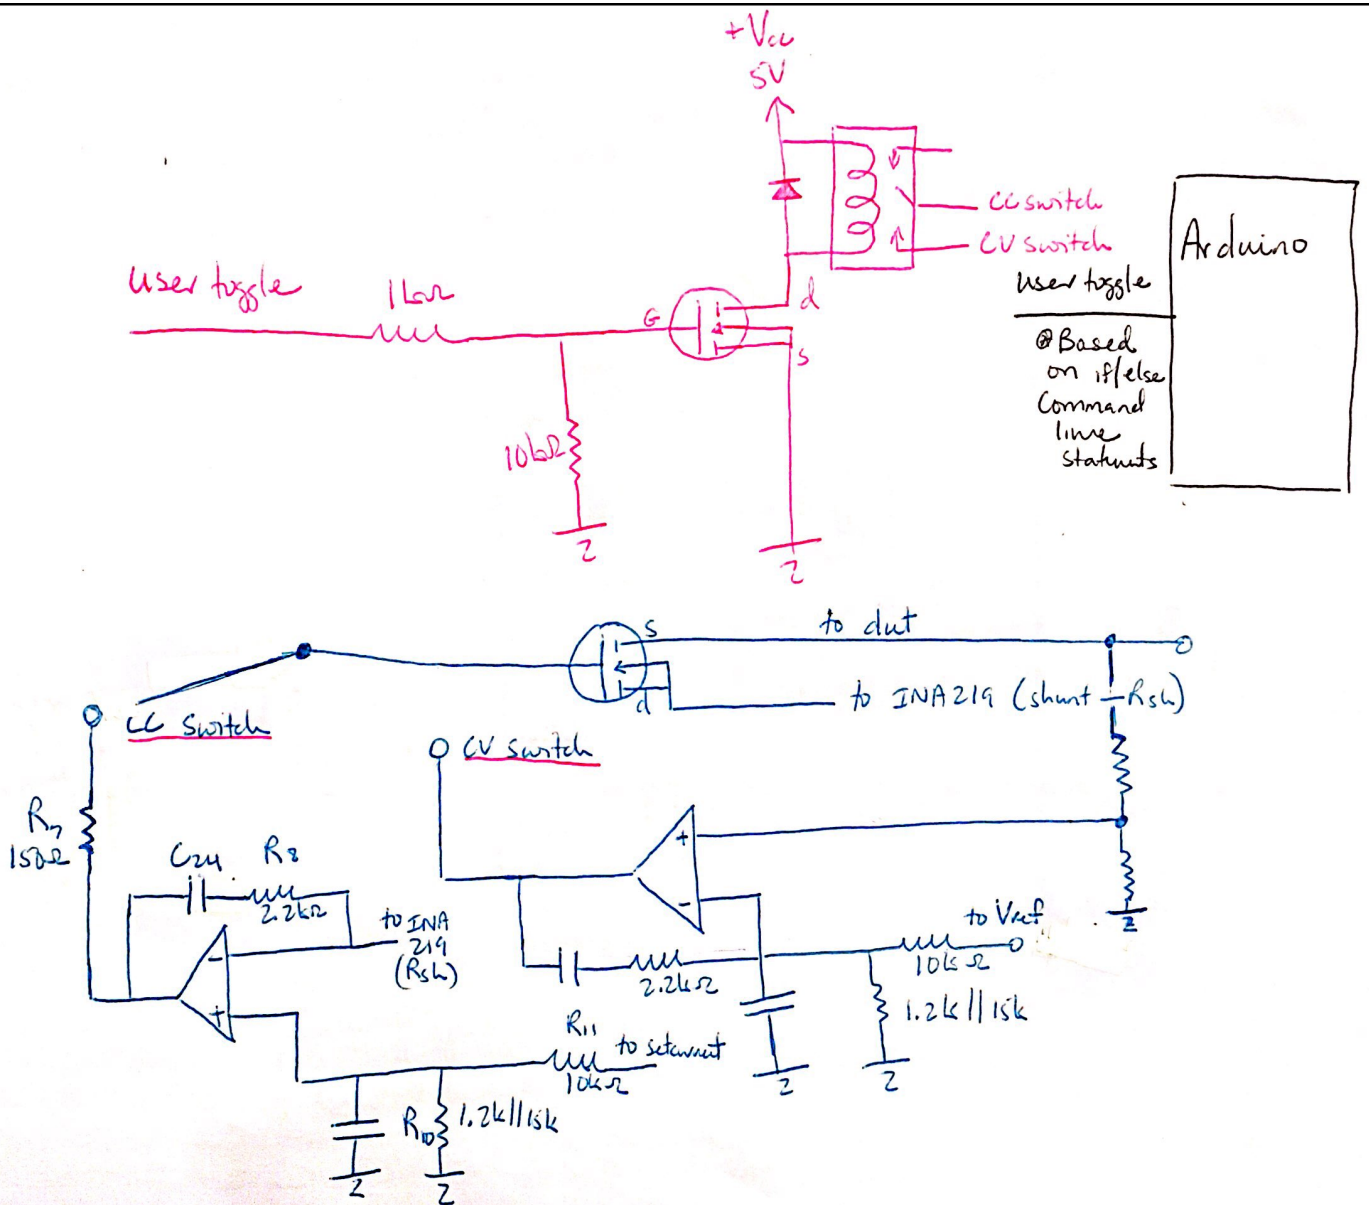 +Vcc
5V
CC switch
CV switch
Arduino
user toggle
1kΩ
G
d
s
user toggle
Based
on if/else
Command
line
10kΩ
S
to dut
d
to INA219 (shunt - Rsh)
CC Switch
CV switch
R7
150Ω
C24 R8
2.2kΩ
+
-
to INA
219
(Rsh)
-
+
2.2kΩ
to Vref
10kΩ
1.2k//15k
R11
to setcurrent
10kΩ
R10
1.2k//15k